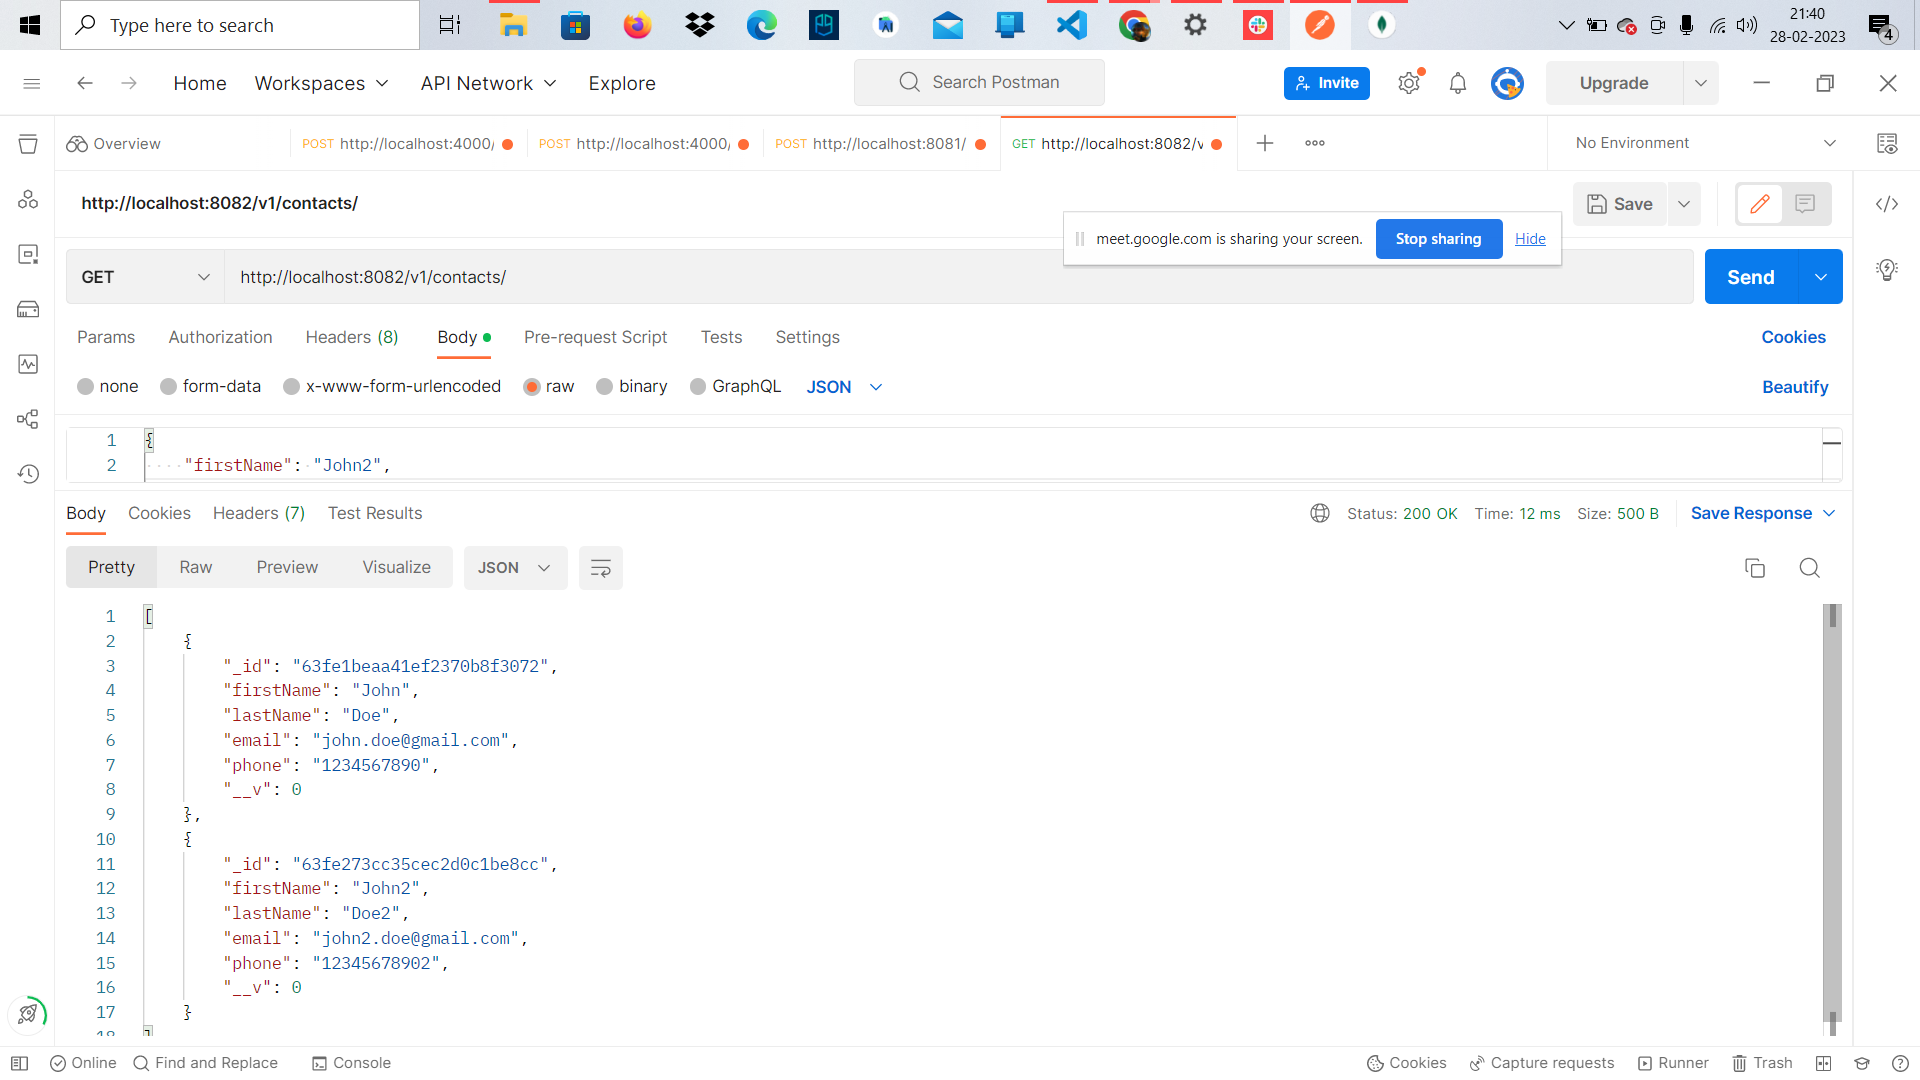 Type here to search
21:40
28-02-2023
4
Home Workspaces API Network Explore
Search Postman
Invite
Upgrade
Overview
POST http://localhost:4000/
POST http://localhost:4000/
POST http://localhost:8081/
GET http://localhost:8082/v
No Environment
http://localhost:8082/v1/contacts/
Save
meet.google.com is sharing your screen. Stop sharing Hide
GET http://localhost:8082/v1/contacts/ Send
Params Authorization Headers (8) Body Pre-request Script Tests Settings Cookies
none form-data x-www-form-urlencoded raw binary GraphQL JSON Beautify
1 {
2 "firstName": "John2",
Body Cookies Headers (7) Test Results Status: 200 OK Time: 12 ms Size: 500 B Save Response
Pretty Raw Preview Visualize JSON
1 [
2 {
3 "_id": "63fe1beaa41ef2370b8f3072",
4 "firstName": "John",
5 "lastName": "Doe",
6 "email": "john.doe@gmail.com",
7 "phone": "1234567890",
8 "__v": 0
9 },
10 {
11 "_id": "63fe273cc35cec2d0c1be8cc",
12 "firstName": "John2",
13 "lastName": "Doe2",
14 "email": "john2.doe@gmail.com",
15 "phone": "12345678902",
16 "__v": 0
17 }
18 ]
Online Find and Replace Console Cookies Capture requests Runner Trash